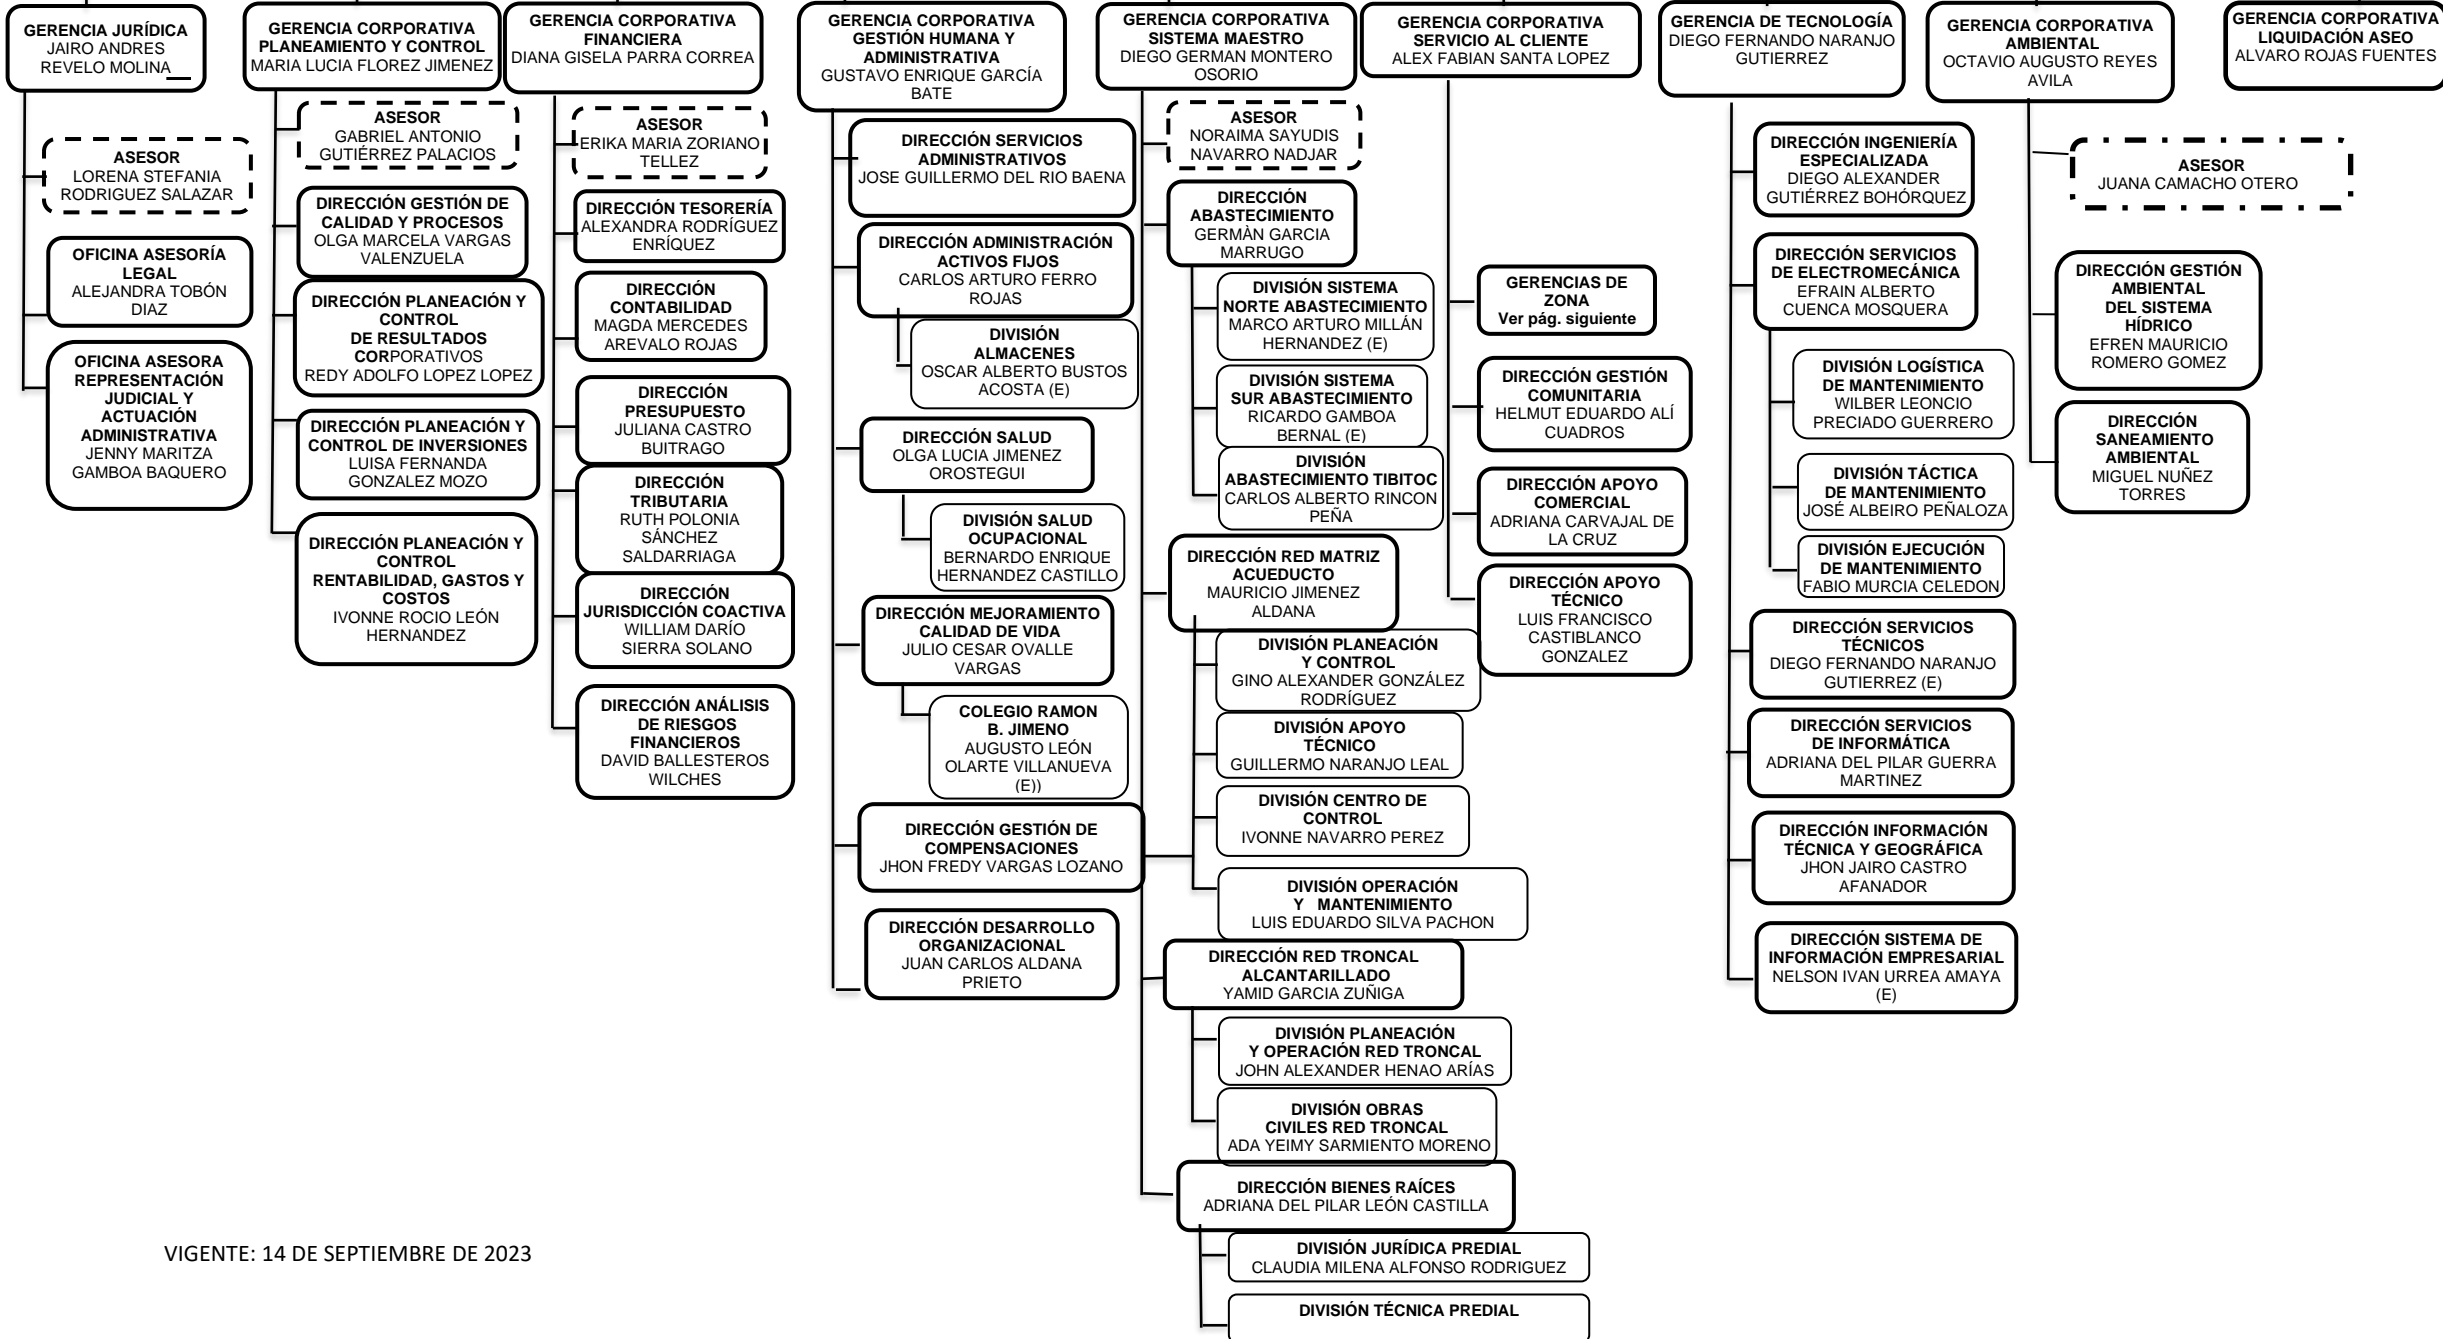 GERENCIA JURÍDICA
JAIRO ANDRES
REVELO MOLINA
ASESOR
LORENA STEFANIA
RODRIGUEZ SALAZAR
OFICINA ASESORÍA
LEGAL
ALEJANDRA TOBÓN
DIAZ
OFICINA ASESORA
REPRESENTACIÓN
JUDICIAL Y
ACTUACIÓN
ADMINISTRATIVA
JENNY MARITZA
GAMBOA BAQUERO
GERENCIA CORPORATIVA
PLANEAMIENTO Y CONTROL
MARIA LUCIA FLOREZ JIMENEZ
ASESOR
GABRIEL ANTONIO
GUTIÉRREZ PALACIOS
DIRECCIÓN GESTIÓN DE
CALIDAD Y PROCESOS
OLGA MARCELA VARGAS
VALENZUELA
DIRECCIÓN PLANEACIÓN Y
CONTROL
DE RESULTADOS
CORPORATIVOS
REDY ADOLFO LOPEZ LOPEZ
DIRECCIÓN PLANEACIÓN Y
CONTROL DE INVERSIONES
LUISA FERNANDA
GONZALEZ MOZO
DIRECCIÓN PLANEACIÓN Y
CONTROL
RENTABILIDAD, GASTOS Y
COSTOS
IVONNE ROCIO LEÓN
HERNANDEZ
GERENCIA CORPORATIVA
FINANCIERA
DIANA GISELA PARRA CORREA
ASESOR
ERIKA MARIA ZORIANO
TELLEZ
DIRECCIÓN TESORERÍA
ALEXANDRA RODRÍGUEZ
ENRÍQUEZ
DIRECCIÓN
CONTABILIDAD
MAGDA MERCEDES
AREVALO ROJAS
DIRECCIÓN
PRESUPUESTO
JULIANA CASTRO
BUITRAGO
DIRECCIÓN
TRIBUTARIA
RUTH POLONIA
SÁNCHEZ
SALDARRIAGA
DIRECCIÓN
JURISDICCIÓN COACTIVA
WILLIAM DARÍO
SIERRA SOLANO
DIRECCIÓN ANÁLISIS
DE RIESGOS
FINANCIEROS
DAVID BALLESTEROS
WILCHES
GERENCIA CORPORATIVA
GESTIÓN HUMANA Y
ADMINISTRATIVA
GUSTAVO ENRIQUE GARCÍA
BATE
DIRECCIÓN SERVICIOS
ADMINISTRATIVOS
JOSE GUILLERMO DEL RIO BAENA
DIRECCIÓN ADMINISTRACIÓN
ACTIVOS FIJOS
CARLOS ARTURO FERRO
ROJAS
DIVISIÓN
ALMACENES
OSCAR ALBERTO BUSTOS
ACOSTA (E)
DIRECCIÓN SALUD
OLGA LUCIA JIMENEZ
OROSTEGUI
DIVISIÓN SALUD
OCUPACIONAL
BERNARDO ENRIQUE
HERNANDEZ CASTILLO
DIRECCIÓN MEJORAMIENTO
CALIDAD DE VIDA
JULIO CESAR OVALLE
VARGAS
COLEGIO RAMON
B. JIMENO
AUGUSTO LEÓN
OLARTE VILLANUEVA
(E))
DIRECCIÓN GESTIÓN DE
COMPENSACIONES
JHON FREDY VARGAS LOZANO
DIRECCIÓN DESARROLLO
ORGANIZACIONAL
JUAN CARLOS ALDANA
PRIETO
GERENCIA CORPORATIVA
SISTEMA MAESTRO
DIEGO GERMAN MONTERO
OSORIO
ASESOR
NORAIMA SAYUDIS
NAVARRO NADJAR
DIRECCIÓN
ABASTECIMIENTO
GERMÀN GARCIA
MARRUGO
DIVISIÓN SISTEMA
NORTE ABASTECIMIENTO
MARCO ARTURO MILLÁN
HERNANDEZ (E)
DIVISIÓN SISTEMA
SUR ABASTECIMIENTO
RICARDO GAMBOA
BERNAL (E)
DIVISIÓN
ABASTECIMIENTO TIBITOC
CARLOS ALBERTO RINCON
PEÑA
DIRECCIÓN RED MATRIZ
ACUEDUCTO
MAURICIO JIMENEZ
ALDANA
DIVISIÓN PLANEACIÓN
Y CONTROL
GINO ALEXANDER GONZÁLEZ
RODRÍGUEZ
DIVISIÓN APOYO
TÉCNICO
GUILLERMO NARANJO LEAL
DIVISIÓN CENTRO DE
CONTROL
IVONNE NAVARRO PEREZ
DIVISIÓN OPERACIÓN
Y MANTENIMIENTO
LUIS EDUARDO SILVA PACHON
DIRECCIÓN RED TRONCAL
ALCANTARILLADO
YAMID GARCIA ZUÑIGA
DIVISIÓN PLANEACIÓN
Y OPERACIÓN RED TRONCAL
JOHN ALEXANDER HENAO ARÍAS
DIVISIÓN OBRAS
CIVILES RED TRONCAL
ADA YEIMY SARMIENTO MORENO
DIRECCIÓN BIENES RAÍCES
ADRIANA DEL PILAR LEÓN CASTILLA
DIVISIÓN JURÍDICA PREDIAL
CLAUDIA MILENA ALFONSO RODRIGUEZ
DIVISIÓN TÉCNICA PREDIAL
GERENCIA CORPORATIVA
SERVICIO AL CLIENTE
ALEX FABIAN SANTA LOPEZ
GERENCIAS DE
ZONA
Ver pág. siguiente
DIRECCIÓN GESTIÓN
COMUNITARIA
HELMUT EDUARDO ALÍ
CUADROS
DIRECCIÓN APOYO
COMERCIAL
ADRIANA CARVAJAL DE
LA CRUZ
DIRECCIÓN APOYO
TÉCNICO
LUIS FRANCISCO
CASTIBLANCO
GONZALEZ
GERENCIA DE TECNOLOGÍA
DIEGO FERNANDO NARANJO
GUTIERREZ
DIRECCIÓN INGENIERÍA
ESPECIALIZADA
DIEGO ALEXANDER
GUTIÉRREZ BOHÓRQUEZ
DIRECCIÓN SERVICIOS
DE ELECTROMECÁNICA
EFRAIN ALBERTO
CUENCA MOSQUERA
DIVISIÓN LOGÍSTICA
DE MANTENIMIENTO
WILBER LEONCIO
PRECIADO GUERRERO
DIVISIÓN TÁCTICA
DE MANTENIMIENTO
JOSÉ ALBEIRO PEÑALOZA
DIVISIÓN EJECUCIÓN
DE MANTENIMIENTO
FABIO MURCIA CELEDON
DIRECCIÓN SERVICIOS
TÉCNICOS
DIEGO FERNANDO NARANJO
GUTIERREZ (E)
DIRECCIÓN SERVICIOS
DE INFORMÁTICA
ADRIANA DEL PILAR GUERRA
MARTINEZ
DIRECCIÓN INFORMACIÓN
TÉCNICA Y GEOGRÁFICA
JHON JAIRO CASTRO
AFANADOR
DIRECCIÓN SISTEMA DE
INFORMACIÓN EMPRESARIAL
NELSON IVAN URREA AMAYA
(E)
GERENCIA CORPORATIVA
AMBIENTAL
OCTAVIO AUGUSTO REYES
AVILA
ASESOR
JUANA CAMACHO OTERO
DIRECCIÓN GESTIÓN
AMBIENTAL
DEL SISTEMA
HÍDRICO
EFREN MAURICIO
ROMERO GOMEZ
DIRECCIÓN
SANEAMIENTO
AMBIENTAL
MIGUEL NUÑEZ
TORRES
GERENCIA CORPORATIVA
LIQUIDACIÓN ASEO
ALVARO ROJAS FUENTES
VIGENTE: 14 DE SEPTIEMBRE DE 2023